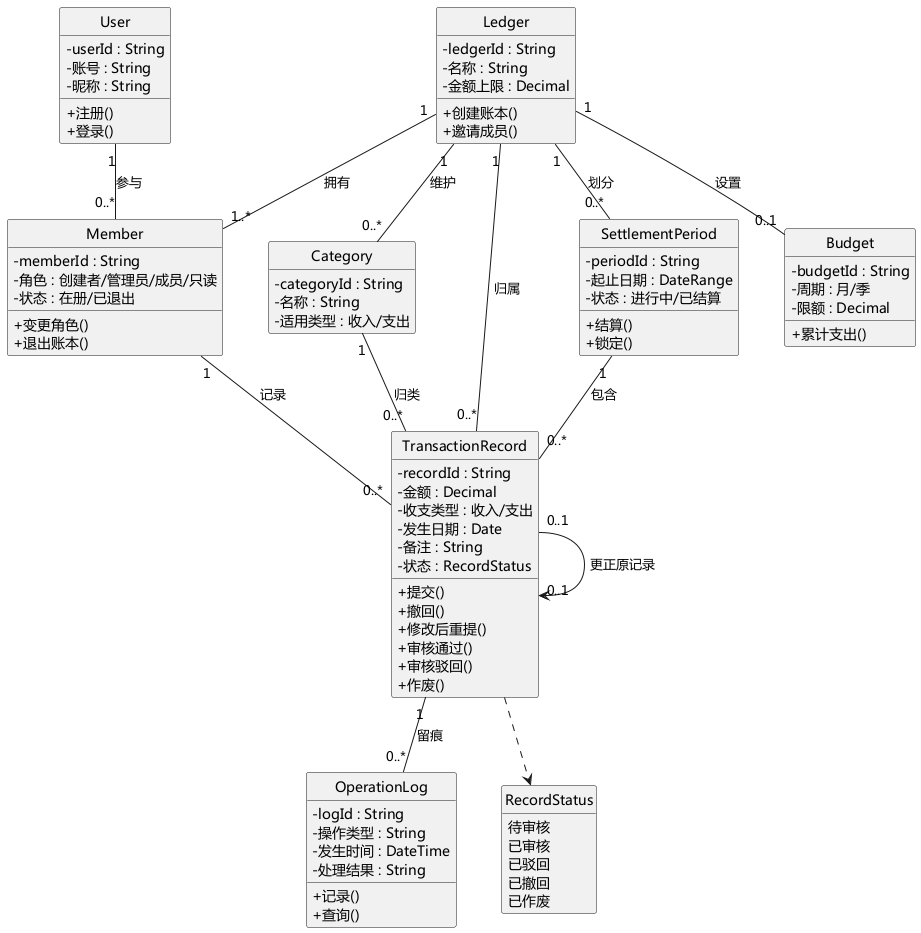 User
-userId : String
-账号 : String
-昵称 : String
+注册()
+登录()
Ledger
-ledgerId : String
-名称 : String
-金额上限 : Decimal
+创建账本()
+邀请成员()
1
参与
0..*
1
拥有
1..*
1
维护
0..*
1
归属
0..*
1
划分
0..*
1
设置
0..1
Member
-memberId : String
-角色 : 创建者/管理员/成员/只读
-状态 : 在册/已退出
+变更角色()
+退出账本()
Category
-categoryId : String
-名称 : String
-适用类型 : 收入/支出
SettlementPeriod
-periodId : String
-起止日期 : DateRange
-状态 : 进行中/已结算
+结算()
+锁定()
Budget
-budgetId : String
-周期 : 月/季
-限额 : Decimal
+累计支出()
1
记录
0..*
1
归类
0..*
1
包含
0..*
TransactionRecord
-recordId : String
-金额 : Decimal
-收支类型 : 收入/支出
-发生日期 : Date
-备注 : String
-状态 : RecordStatus
+提交()
+撤回()
+修改后重提()
+审核通过()
+审核驳回()
+作废()
0..1
更正原记录
0..1
1
留痕
0..*
OperationLog
-logId : String
-操作类型 : String
-发生时间 : DateTime
-处理结果 : String
+记录()
+查询()
RecordStatus
待审核
已审核
已驳回
已撤回
已作废